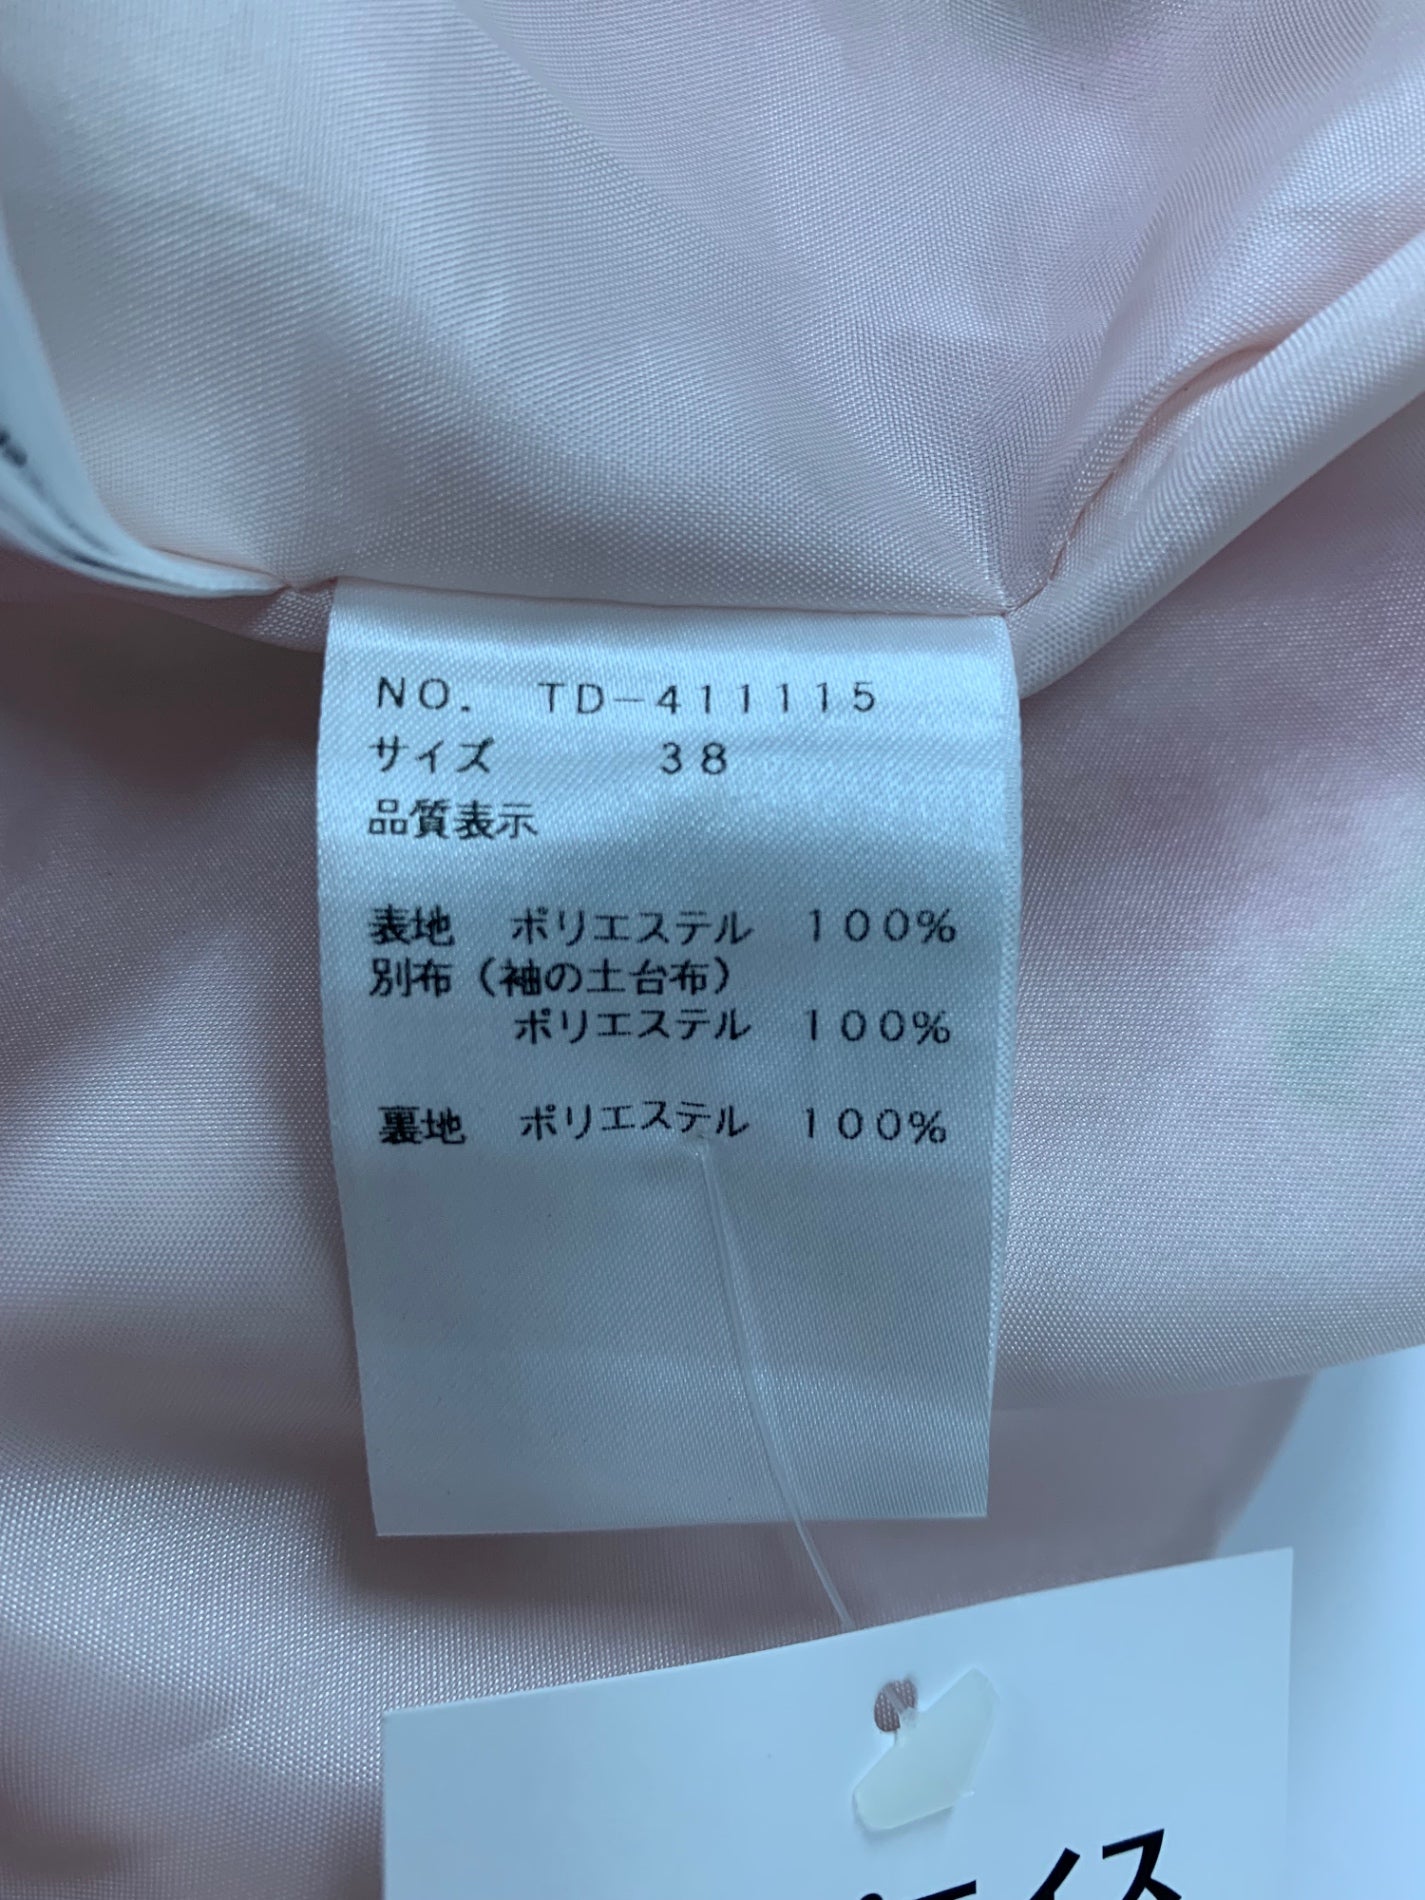 NO. TD-411115
サイズ 38
品質表示
表地 ポリエステル 100%
別布(袖の土台布)
ポリエステル 100%
裏地 ポリエステル 100%